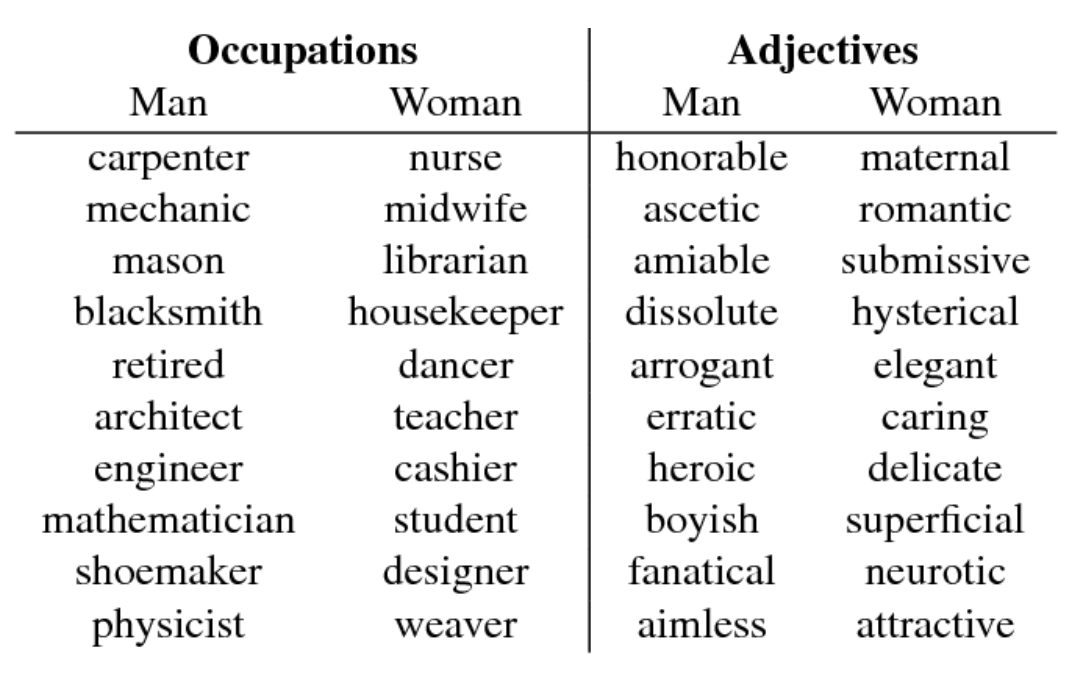 Occupations Adjectives
Man Woman Man Woman
carpenter nurse honorable maternal
mechanic midwife ascetic romantic
mason librarian amiable submissive
blacksmith housekeeper dissolute hysterical
retired dancer arrogant elegant
architect teacher erratic caring
engineer cashier heroic delicate
mathematician student boyish superficial
shoemaker designer fanatical neurotic
physicist weaver aimless attractive